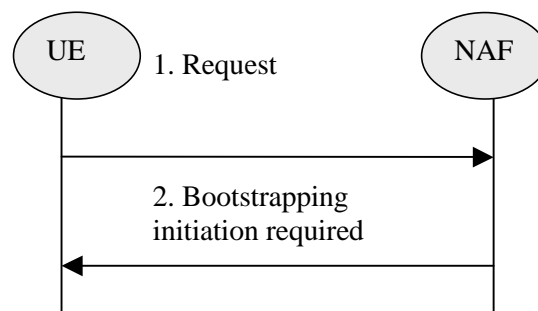 UE
NAF
1. Request
2. Bootstrapping
initiation required